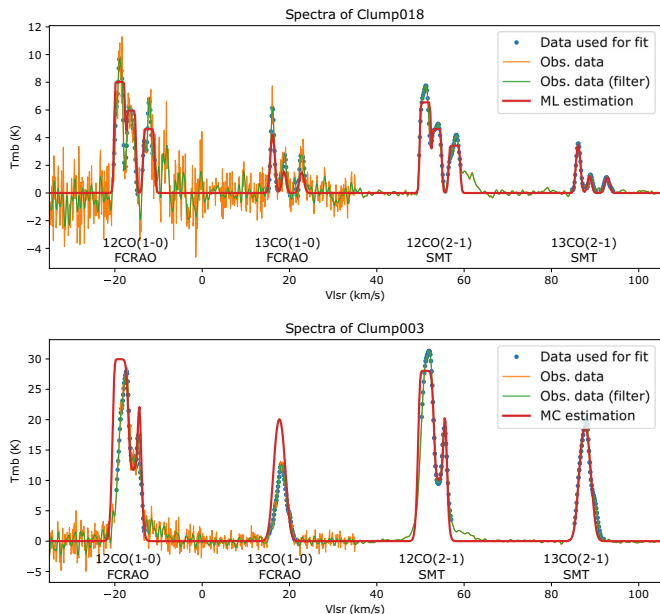 Spectra of Clump018
12
10
8
6
4
2
0
−2
−4
Tmb (K)
Data used for fit
Obs. data
Obs. data (filter)
ML estimation
12CO(1-0) 13CO(1-0) 12CO(2-1) 13CO(2-1)
FCRAO FCRAO SMT SMT
−20 0 20 40 60 80 100
Vlsr (km/s)
Spectra of Clump003
30
25
20
15
10
5
0
−5
Tmb (K)
Data used for fit
Obs. data
Obs. data (filter)
MC estimation
12CO(1-0) 13CO(1-0) 12CO(2-1) 13CO(2-1)
FCRAO FCRAO SMT SMT
−20 0 20 40 60 80 100
Vlsr (km/s)